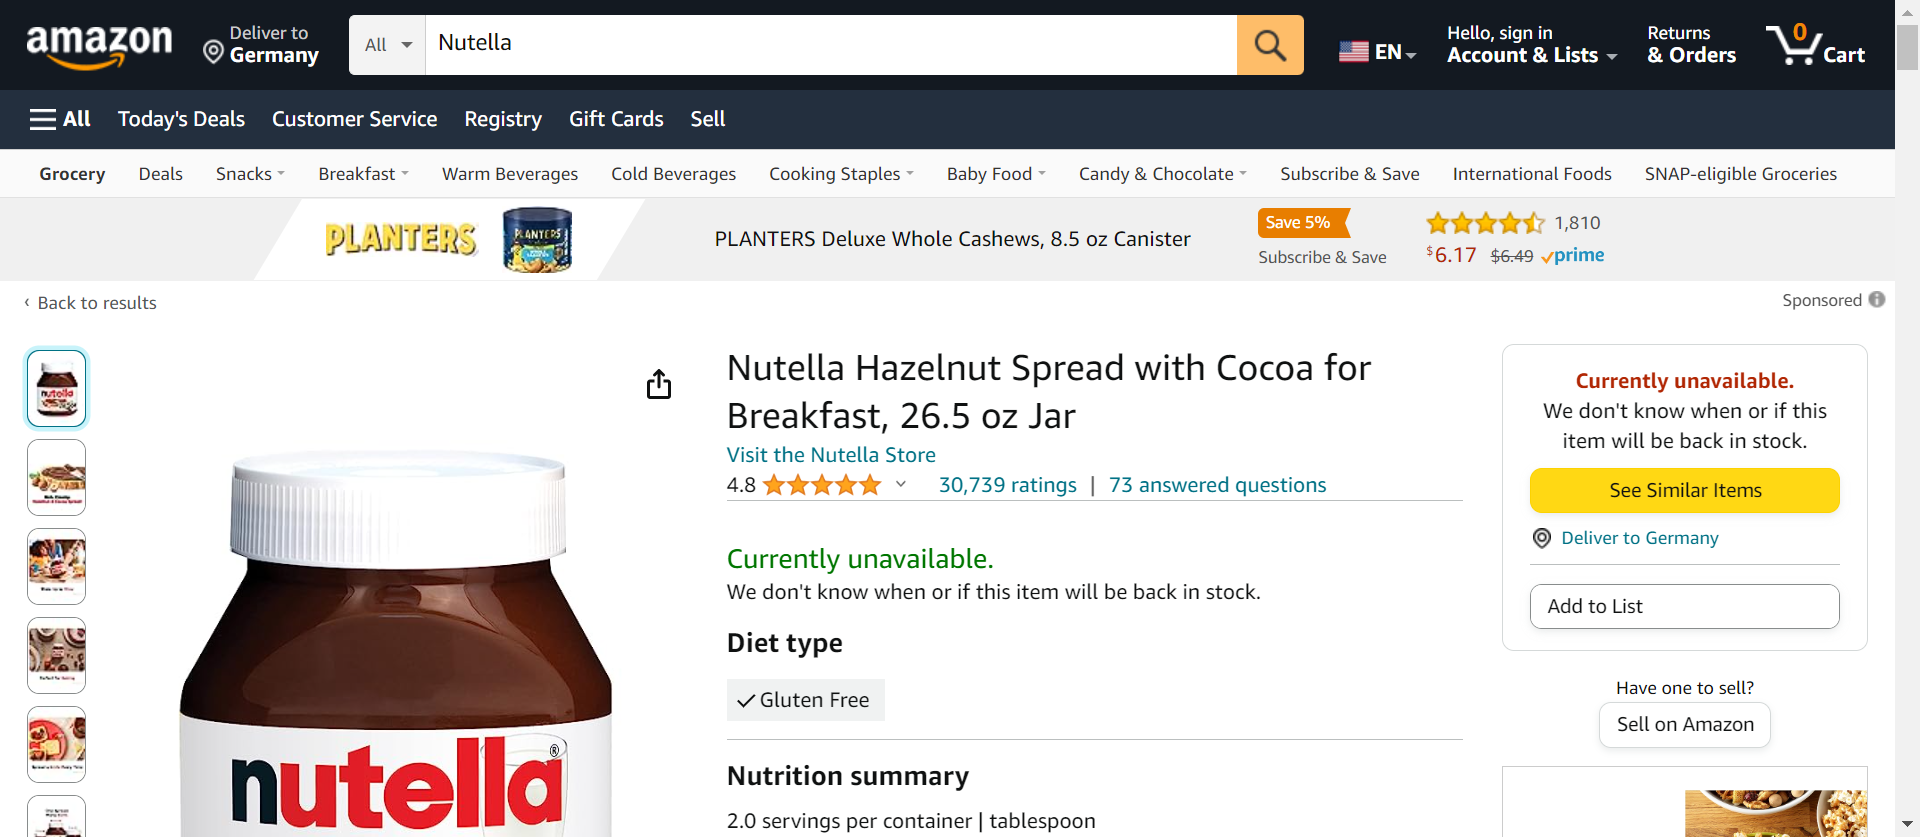 amazon
Deliver to
Germany
All
Nutella
EN
Hello, sign in
Account & Lists
Returns
& Orders
0
Cart
All
Today's Deals
Customer Service
Registry
Gift Cards
Sell
Grocery
Deals
Snacks
Breakfast
Warm Beverages
Cold Beverages
Cooking Staples
Baby Food
Candy & Chocolate
Subscribe & Save
International Foods
SNAP-eligible Groceries
PLANTERS
PLANTERS
PLANTERS Deluxe Whole Cashews, 8.5 oz Canister
Save 5%
Subscribe & Save
1,810
$6.17 $6.49 prime
‹ Back to results
Sponsored
nutella
Nutella Hazelnut Spread with Cocoa for
Breakfast, 26.5 oz Jar
Visit the Nutella Store
4.8
30,739 ratings | 73 answered questions
Currently unavailable.
We don't know when or if this item will be back in stock.
Diet type
Gluten Free
Nutrition summary
2.0 servings per container | tablespoon
nutella®
Currently unavailable.
We don't know when or if this
item will be back in stock.
See Similar Items
Deliver to Germany
Add to List
Have one to sell?
Sell on Amazon